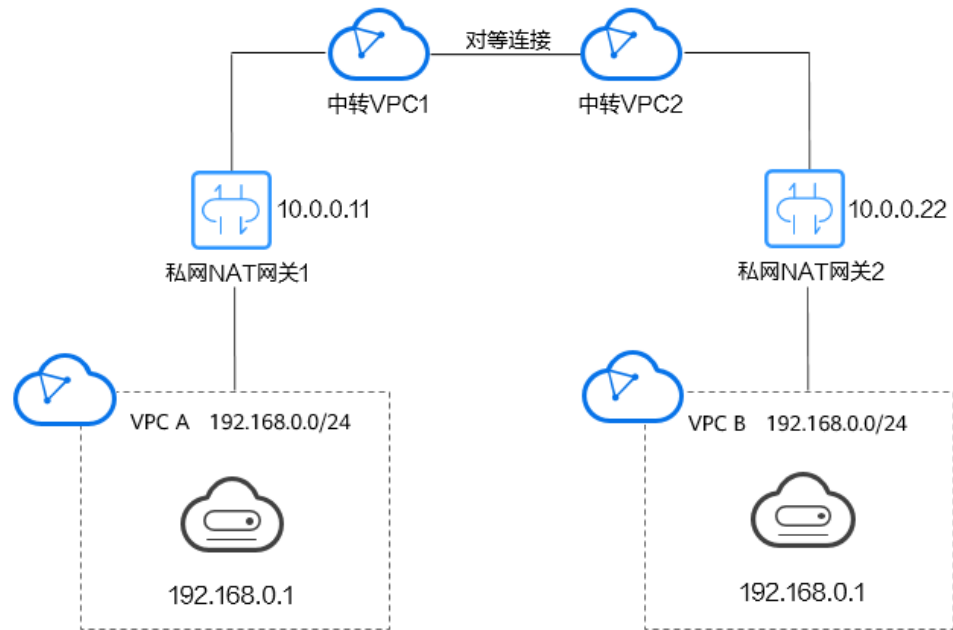 对等连接
中转VPC1
中转VPC2
10.0.0.11
10.0.0.22
私网NAT网关1
私网NAT网关2
VPC A 192.168.0.0/24
VPC B 192.168.0.0/24
192.168.0.1
192.168.0.1